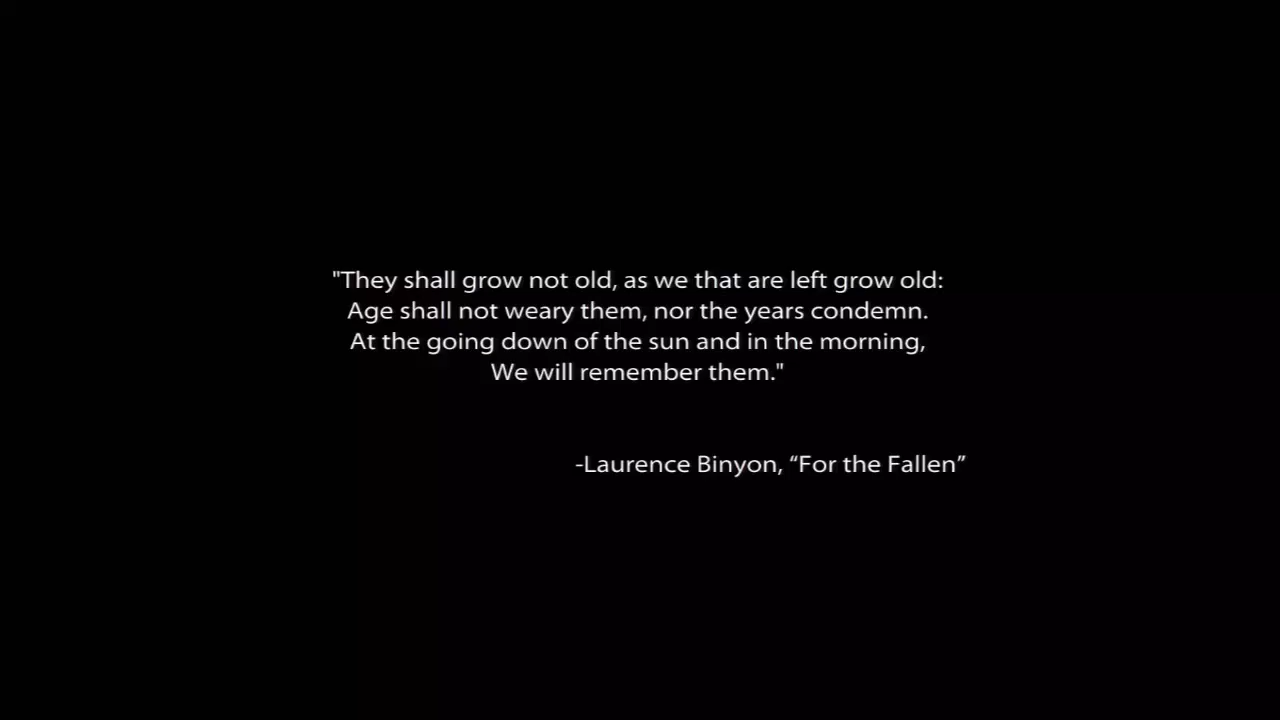 "They shall grow not old, as we that are left grow old:
Age shall not weary them, nor the years condemn.
At the going down of the sun and in the morning,
We will remember them."
-Laurence Binyon, “For the Fallen”